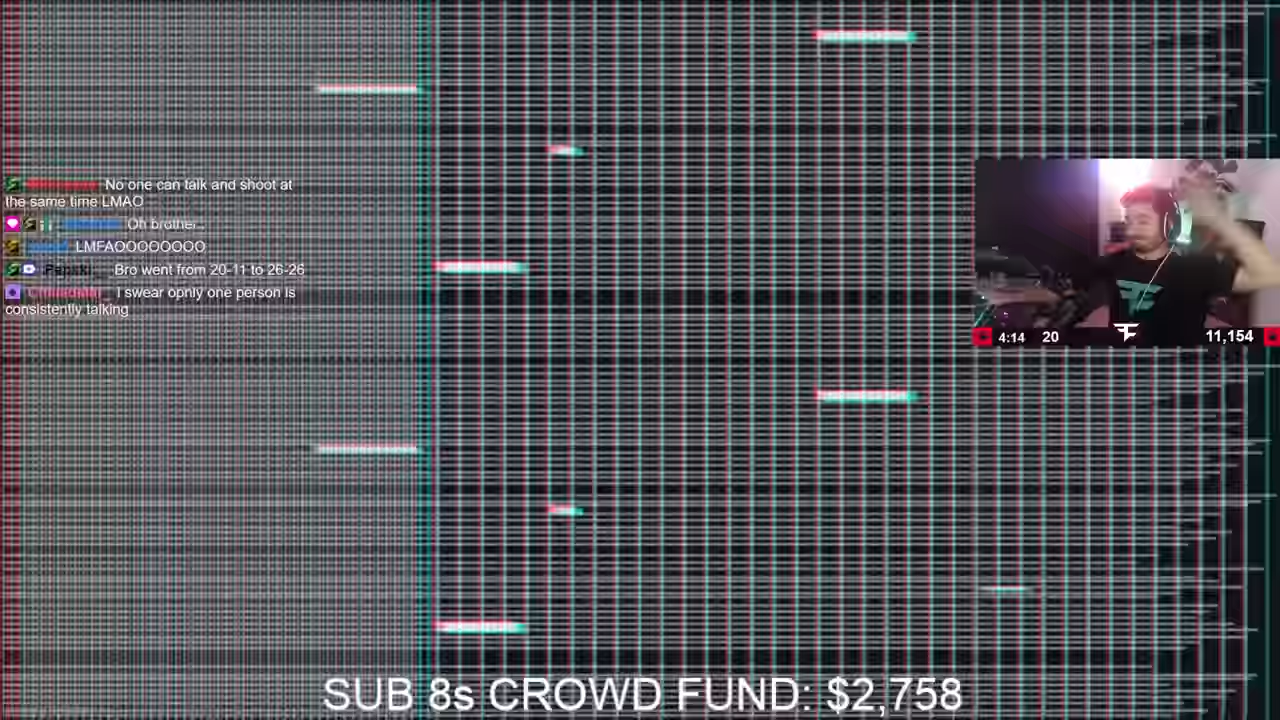 No one can talk and shoot at
the same time LMAO
Oh brother..
LMFAOOOOOOOO
Bro went from 20-11 to 26-26
I swear opnly one person is
consistently talking
4:14 20 11,154
SUB 8s CROWD FUND: $2,758